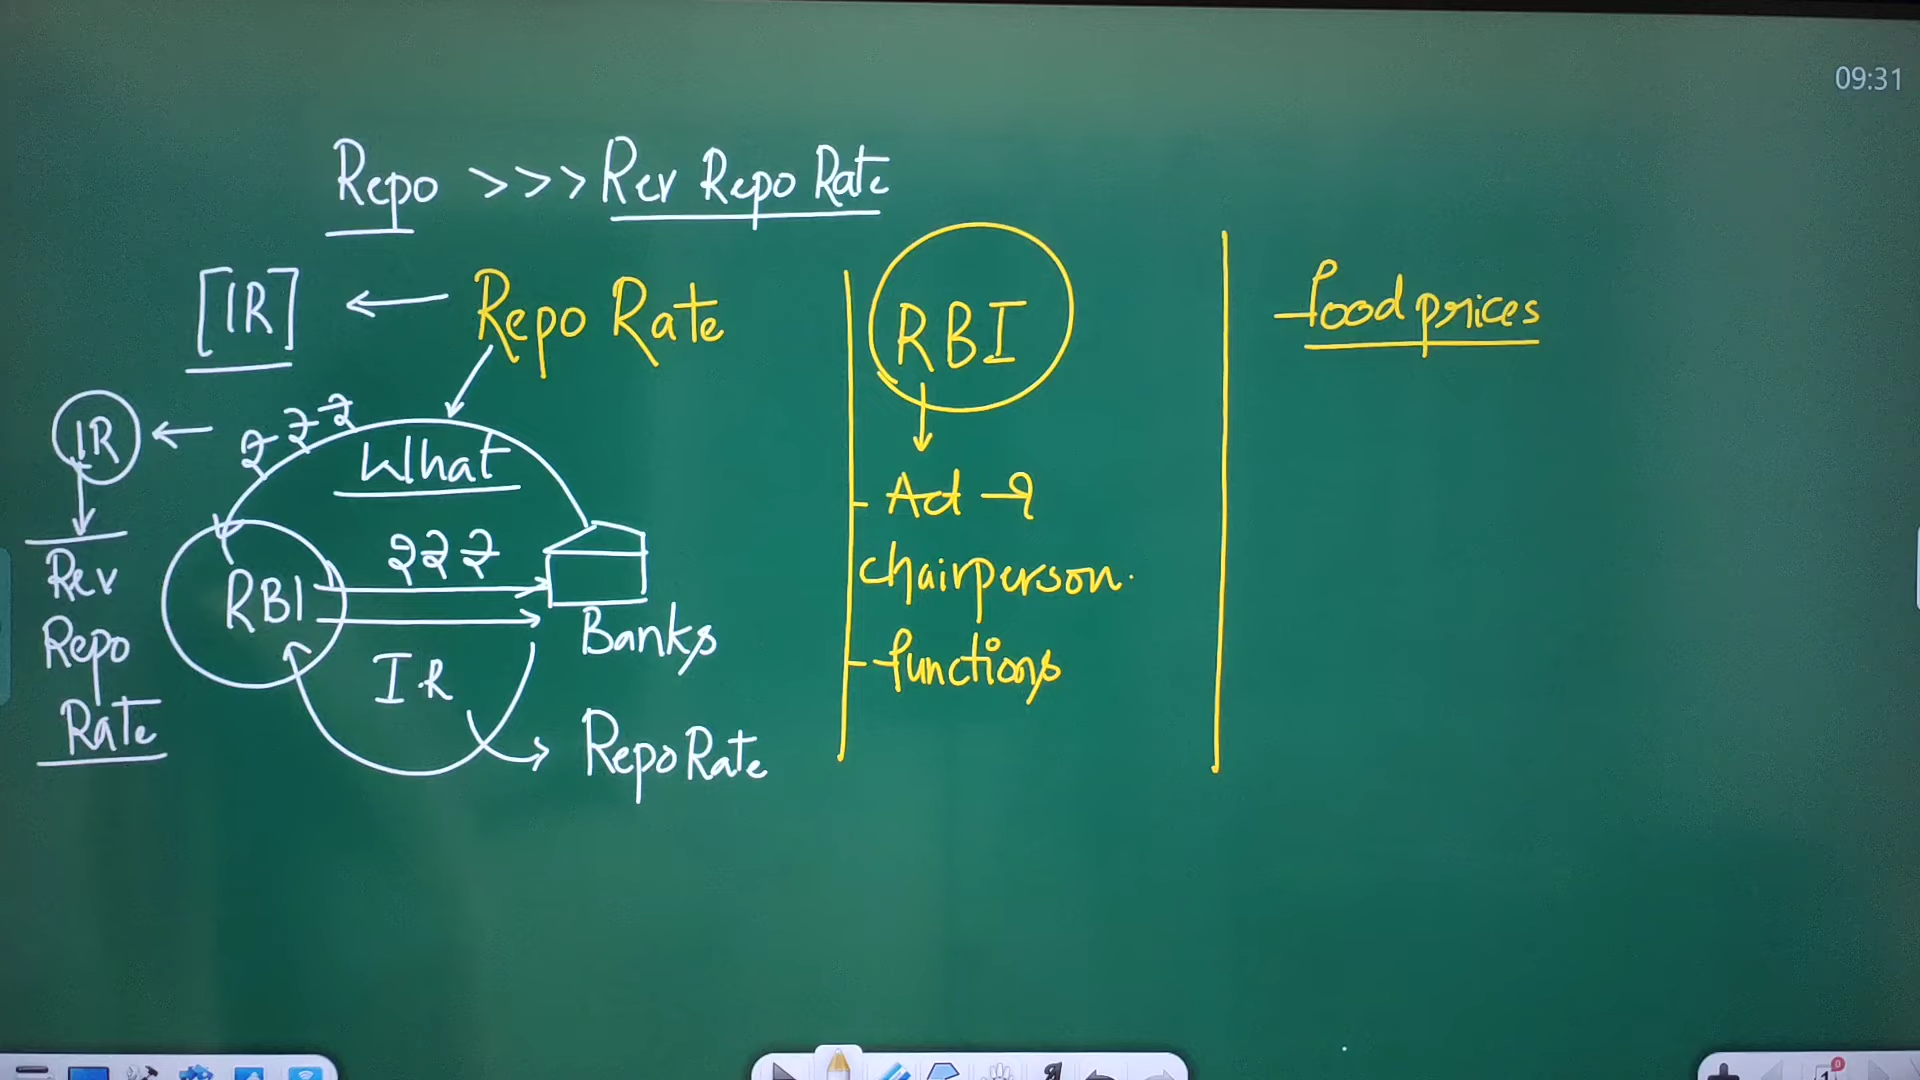 09:31
Repo >>> Rev Repo Rate
[IR] ← Repo Rate
IR ←
What
Rev
Repo
Rate
RBI
Banks
I.R
Repo Rate
RBI
- Act -
chairperson.
- functions
food prices